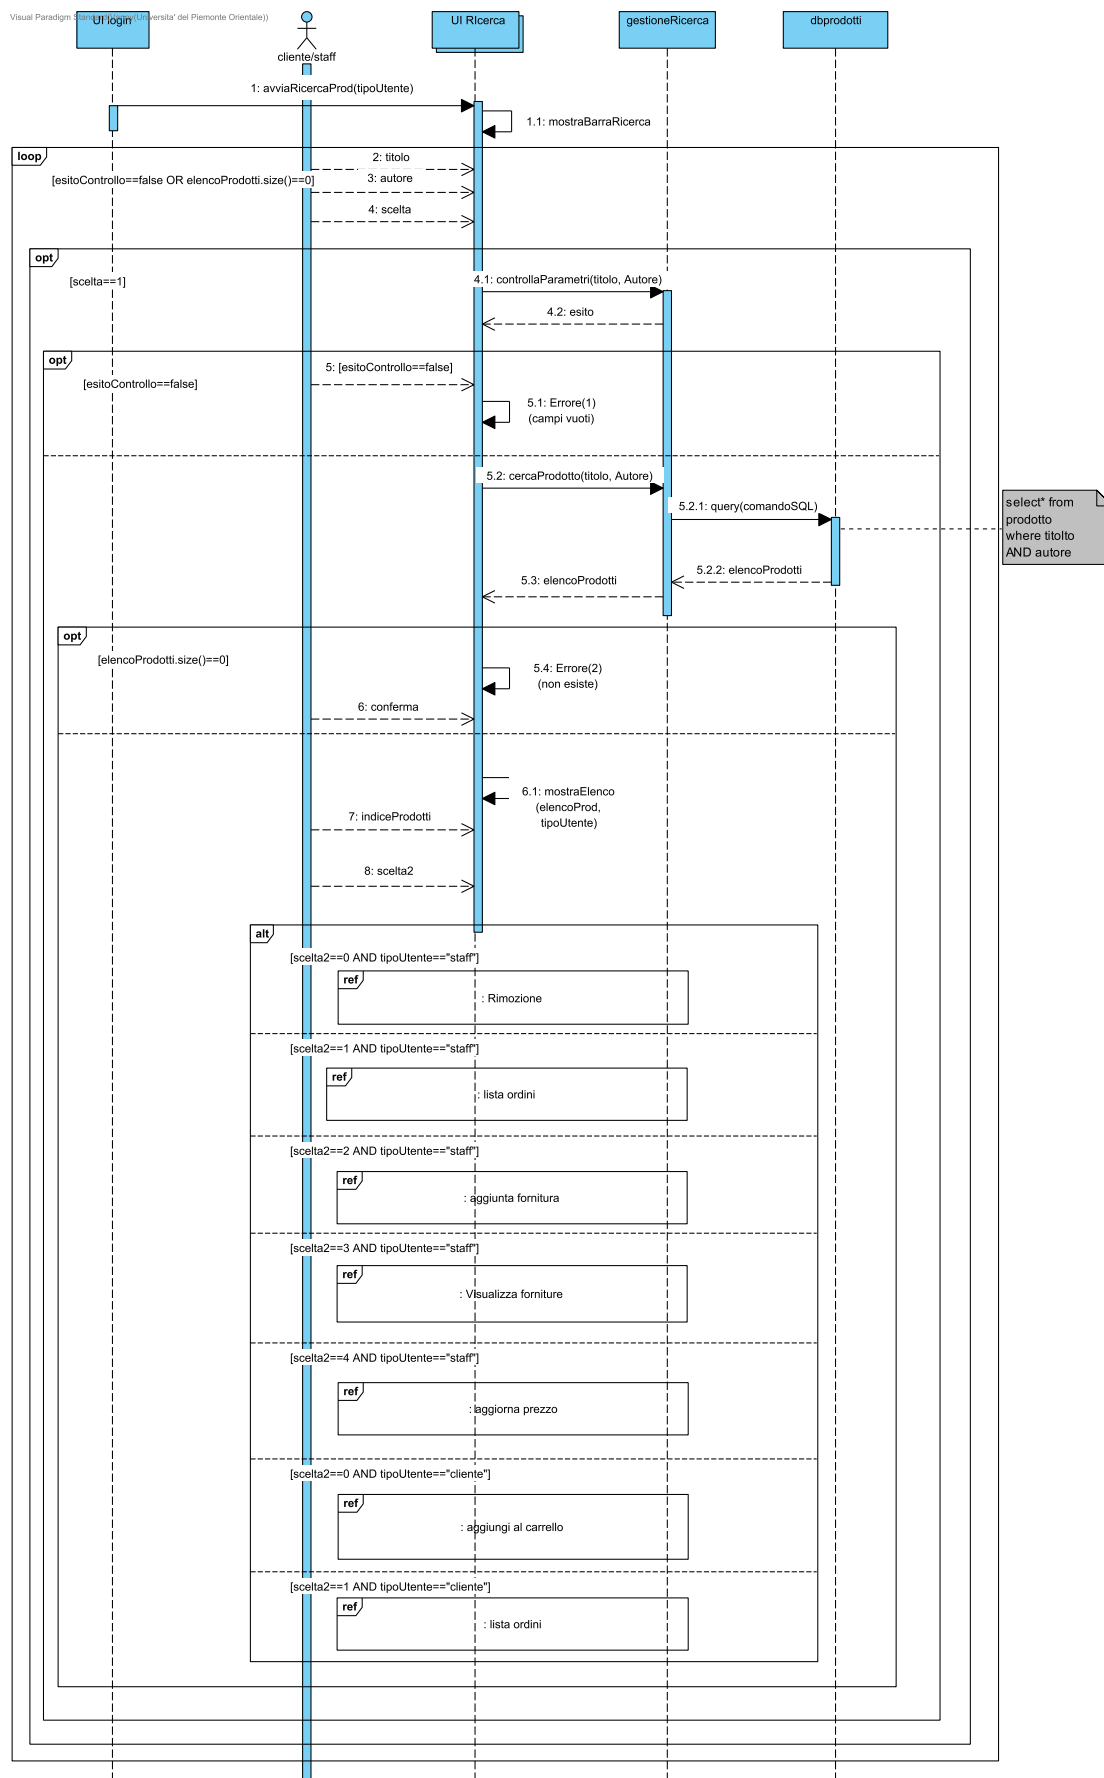 Visual Paradigm Standard(Univ(Universita' del Piemonte Orientale))
UI login
cliente/staff
UI RIcerca
gestioneRicerca
dbprodotti
1: avviaRicercaProd(tipoUtente)
1.1: mostraBarraRicerca
loop
[esitoControllo==false OR elencoProdotti.size()==0]
2: titolo
3: autore
4: scelta
opt
[scelta==1]
4.1: controllaParametri(titolo, Autore)
4.2: esito
opt
[esitoControllo==false]
5: [esitoControllo==false]
5.1: Errore(1)
(campi vuoti)
5.2: cercaProdotto(titolo, Autore)
5.2.1: query(comandoSQL)
select* from
prodotto
where titolto
AND autore
5.2.2: elencoProdotti
5.3: elencoProdotti
opt
[elencoProdotti.size()==0]
5.4: Errore(2)
(non esiste)
6: conferma
6.1: mostraElenco
(elencoProd,
tipoUtente)
7: indiceProdotti
8: scelta2
alt
[scelta2==0 AND tipoUtente=="staff"]
ref
: Rimozione
[scelta2==1 AND tipoUtente=="staff"]
ref
: lista ordini
[scelta2==2 AND tipoUtente=="staff"]
ref
: aggiunta fornitura
[scelta2==3 AND tipoUtente=="staff"]
ref
: Visualizza forniture
[scelta2==4 AND tipoUtente=="staff"]
ref
: aggiorna prezzo
[scelta2==0 AND tipoUtente=="cliente"]
ref
: aggiungi al carrello
[scelta2==1 AND tipoUtente=="cliente"]
ref
: lista ordini